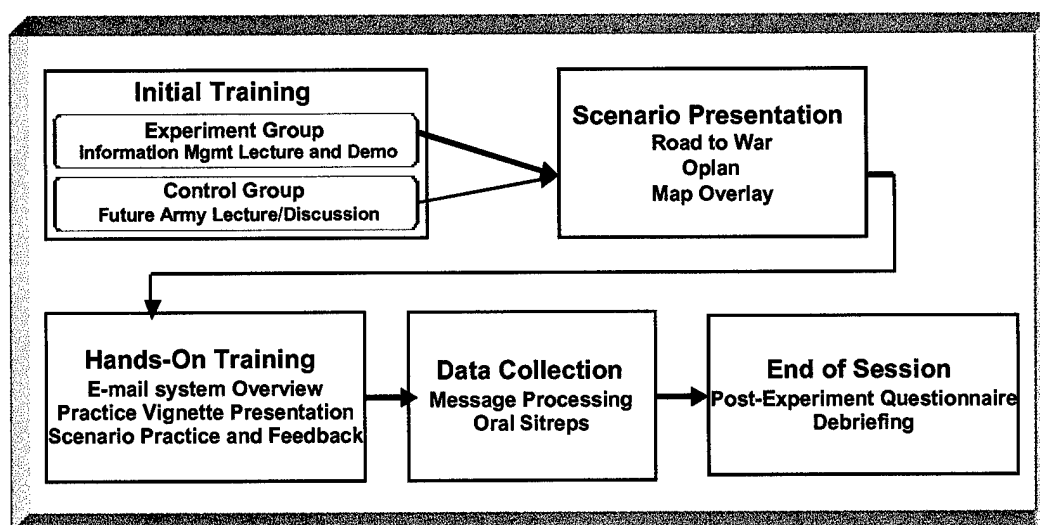 Initial Training
Experiment Group
Information Mgmt Lecture and Demo
Control Group
Future Army Lecture/Discussion
Scenario Presentation
Road to War
Oplan
Map Overlay
Hands-On Training
E-mail system Overview
Practice Vignette Presentation
Scenario Practice and Feedback
Data Collection
Message Processing
Oral Sitreps
End of Session
Post-Experiment Questionnaire
Debriefing